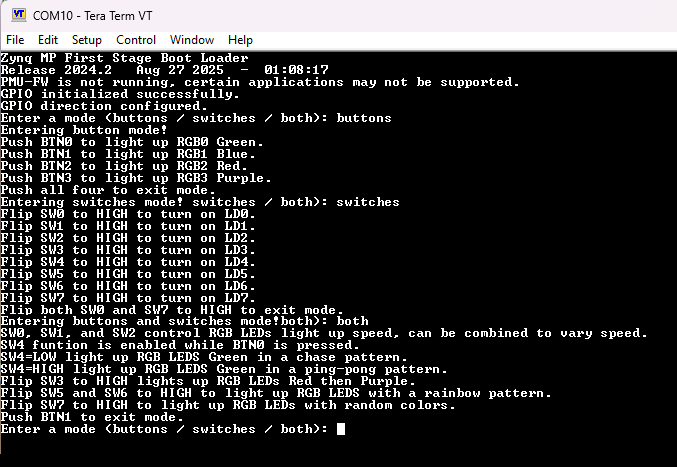 COM10 - Tera Term VT
File Edit Setup Control Window Help
Zynq MP First Stage Boot Loader
Release 2024.2   Aug 27 2025  -  01:08:17
PMU-FW is not running, certain applications may not be supported.
GPIO initialized successfully.
GPIO direction configured.
Enter a mode (buttons / switches / both): buttons
Entering button mode!
Push BTN0 to light up RGB0 Green.
Push BTN1 to light up RGB1 Blue.
Push BTN2 to light up RGB2 Red.
Push BTN3 to light up RGB3 Purple.
Push all four to exit mode.
Entering switches mode! switches / both): switches
Flip SW0 to HIGH to turn on LD0.
Flip SW1 to HIGH to turn on LD1.
Flip SW2 to HIGH to turn on LD2.
Flip SW3 to HIGH to turn on LD3.
Flip SW4 to HIGH to turn on LD4.
Flip SW5 to HIGH to turn on LD5.
Flip SW6 to HIGH to turn on LD6.
Flip SW7 to HIGH to turn on LD7.
Flip both SW0 and SW7 to HIGH to exit mode.
Entering buttons and switches mode!both): both
SW0, SW1, and SW2 control RGB LEDs light up speed, can be combined to vary speed.
SW4 funtion is enabled while BTN0 is pressed.
SW4=LOW light up RGB LEDS Green in a chase pattern.
SW4=HIGH light up RGB LEDS Green in a ping-pong pattern.
Flip SW3 to HIGH lights up RGB LEDs Red then Purple.
Flip SW5 and SW6 to HIGH to light up RGB LEDS with a rainbow pattern.
Flip SW7 to HIGH to light up RGB LEDs with random colors.
Push BTN1 to exit mode.
Enter a mode (buttons / switches / both):